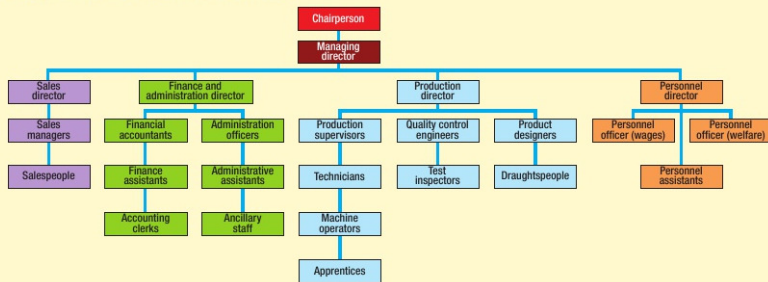 Chairperson
Managing
director
Sales
director
Finance and
administration director
Production
director
Personnel
director
Sales
managers
Financial
accountants
Administration
officers
Production
supervisors
Quality control
engineers
Product
designers
Personnel
officer (wages)
Personnel
officer (welfare)
Salespeople
Finance
assistants
Administrative
assistants
Technicians
Test
inspectors
Draughtspeople
Personnel
assistants
Accounting
clerks
Ancillary
staff
Machine
operators
Apprentices